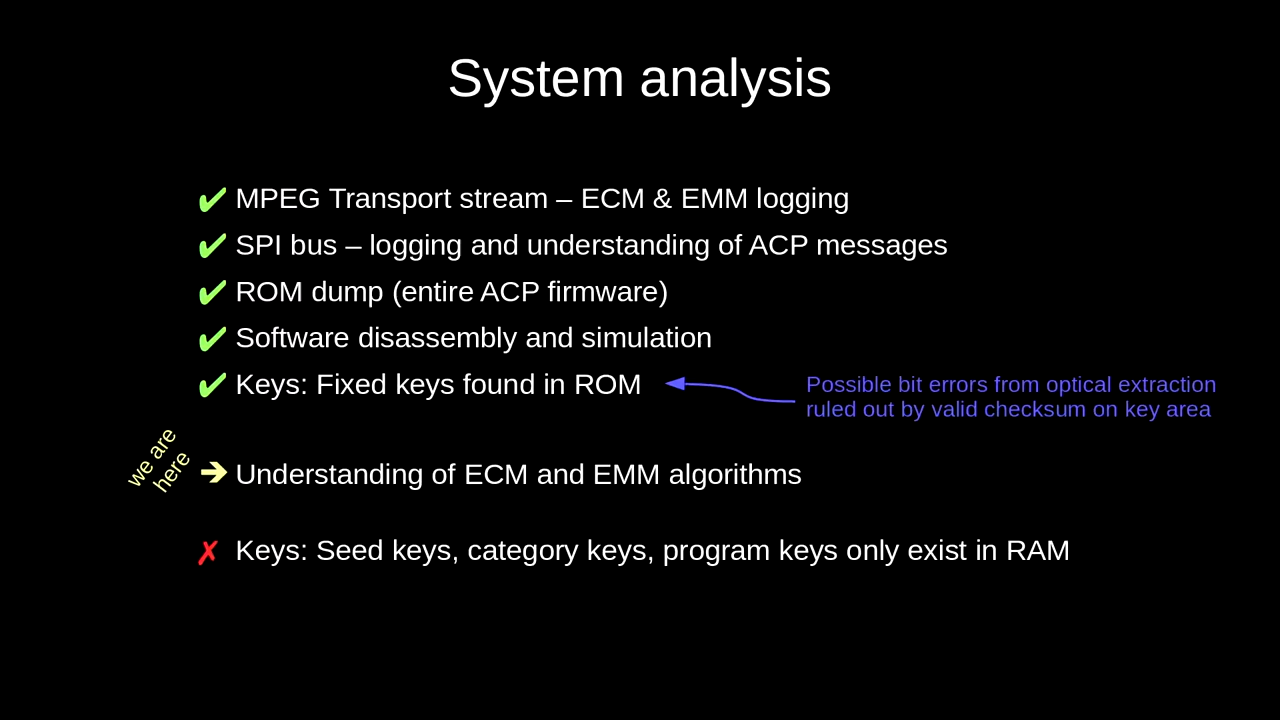 System analysis
✔ MPEG Transport stream – ECM & EMM logging
✔ SPI bus – logging and understanding of ACP messages
✔ ROM dump (entire ACP firmware)
✔ Software disassembly and simulation
✔ Keys: Fixed keys found in ROM
Possible bit errors from optical extraction
ruled out by valid checksum on key area
we are
here
➔ Understanding of ECM and EMM algorithms
✗ Keys: Seed keys, category keys, program keys only exist in RAM